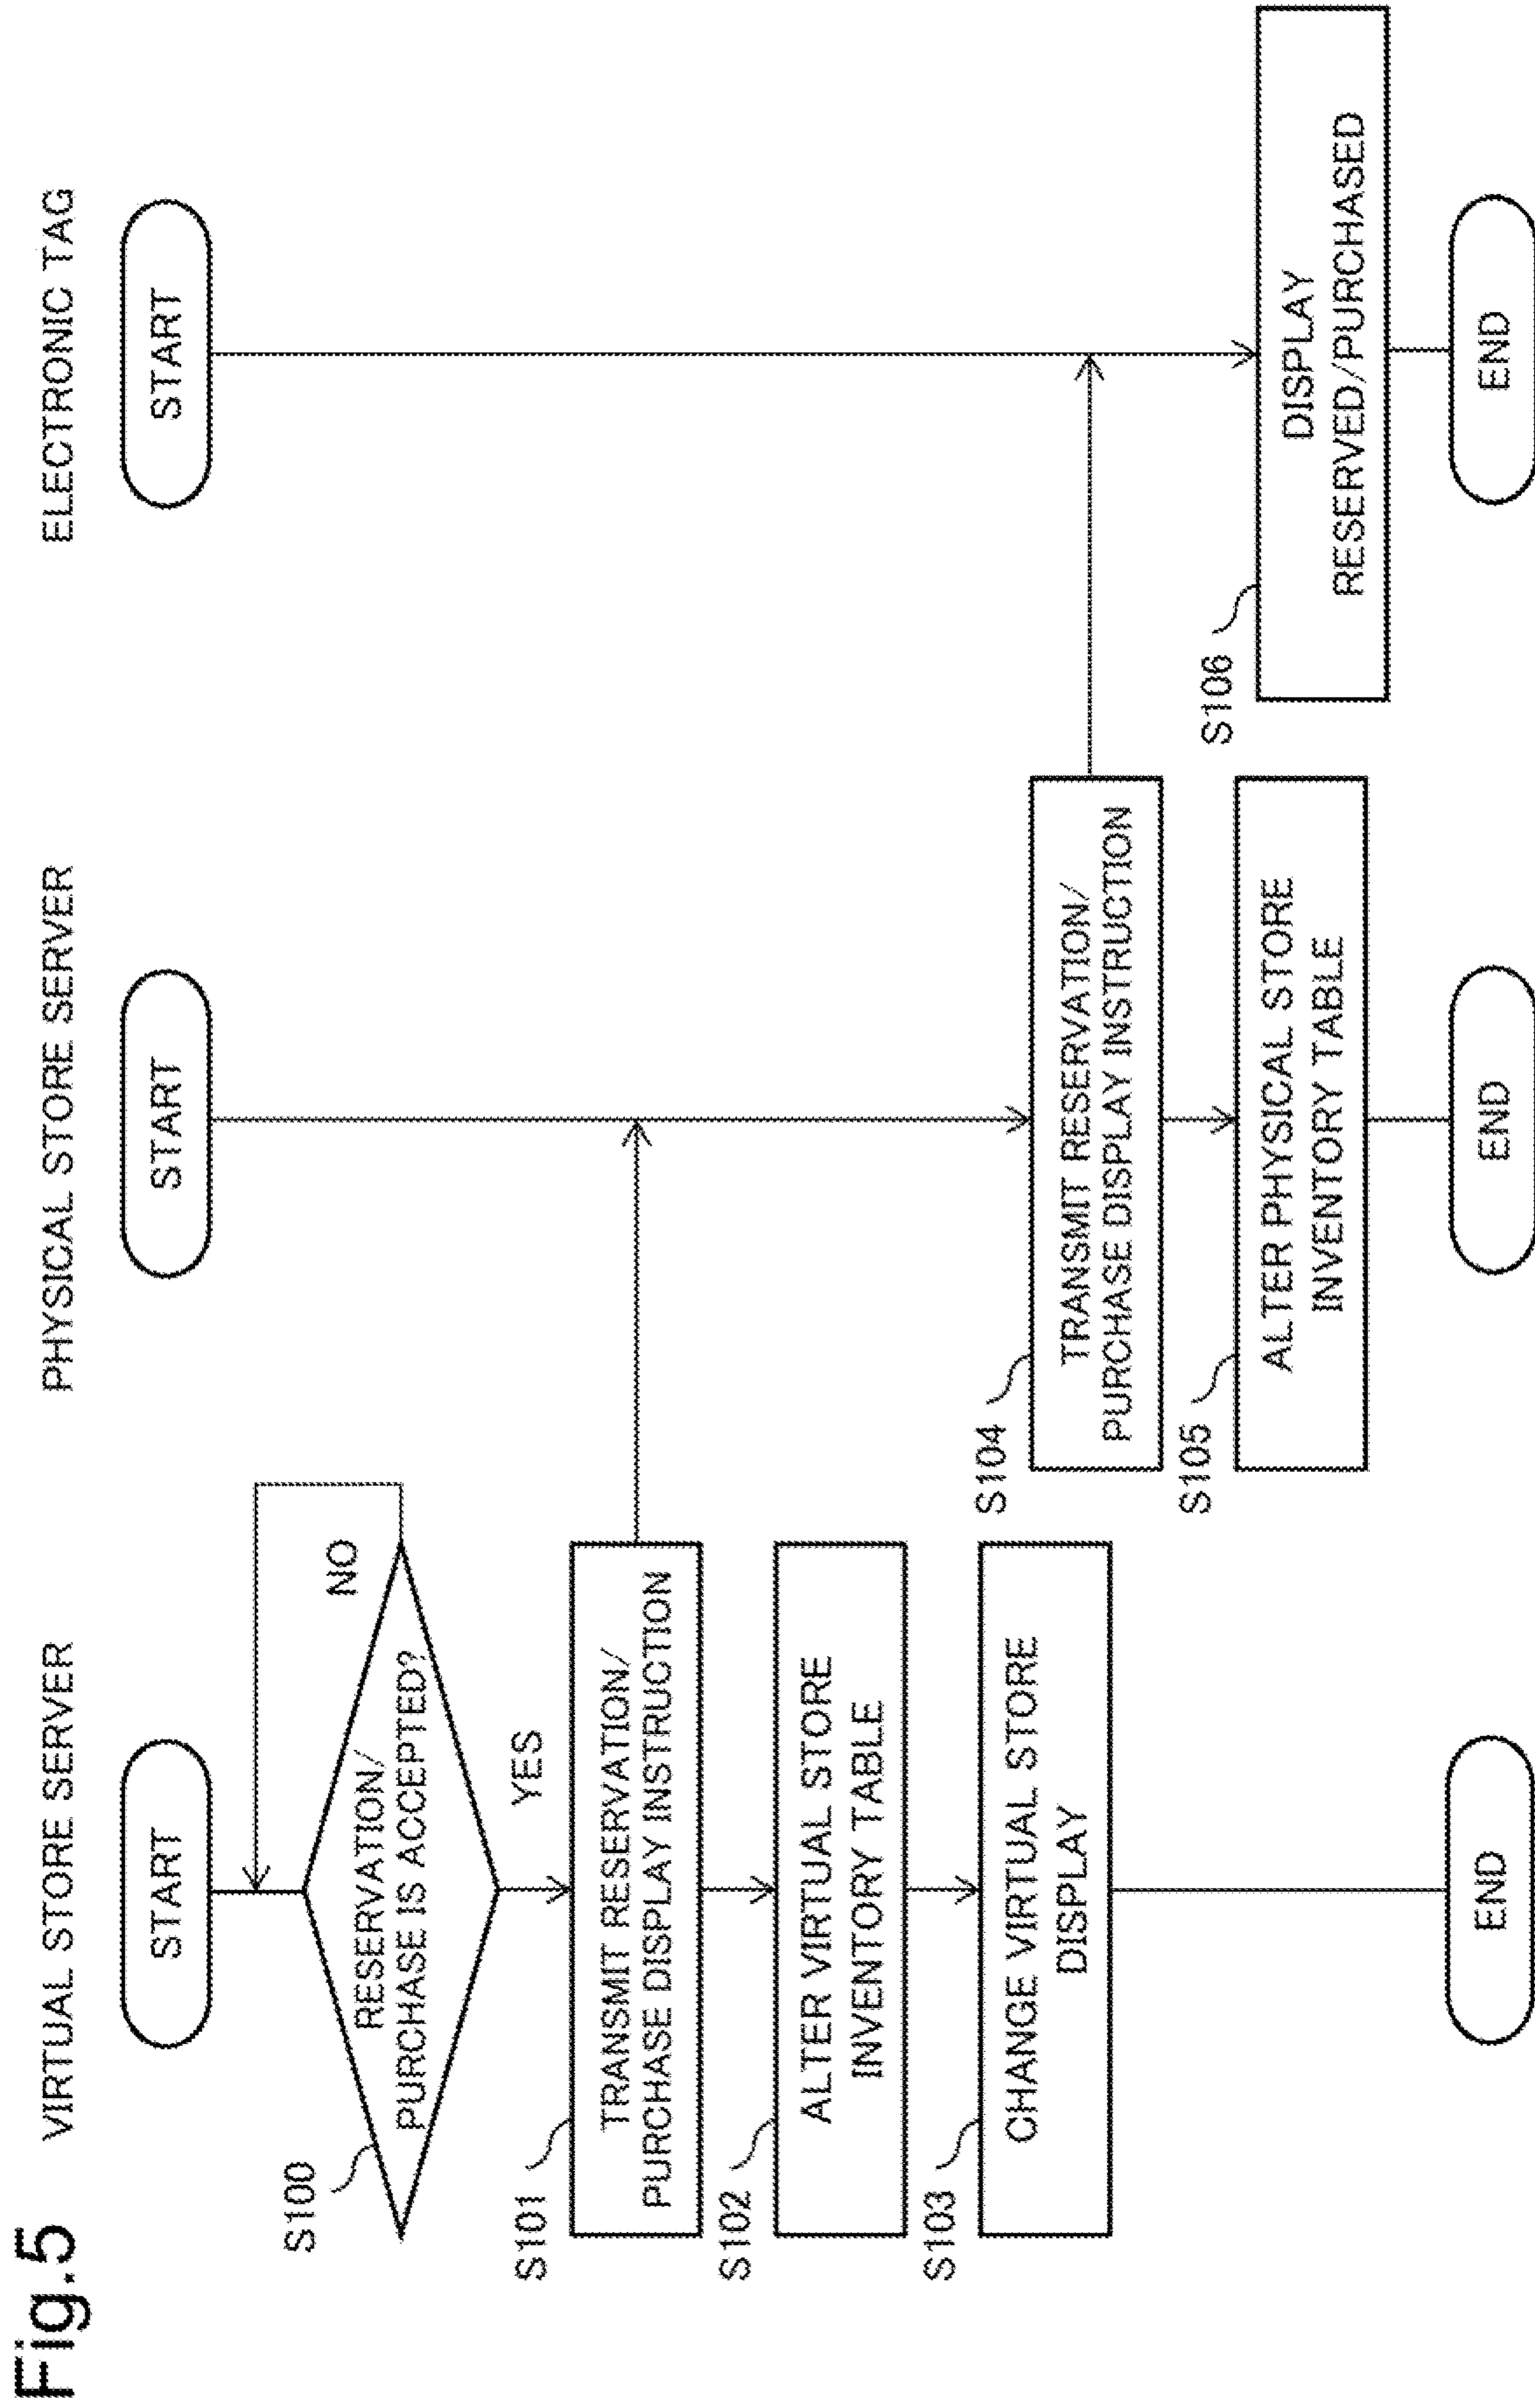 Fig.5
VIRTUAL STORE SERVER
PHYSICAL STORE SERVER
ELECTRONIC TAG
START
START
START
S100
RESERVATION/
PURCHASE IS ACCEPTED?
NO
YES
S101
TRANSMIT RESERVATION/
PURCHASE DISPLAY INSTRUCTION
S102
ALTER VIRTUAL STORE
INVENTORY TABLE
S103
CHANGE VIRTUAL STORE
DISPLAY
S104
TRANSMIT RESERVATION/
PURCHASE DISPLAY INSTRUCTION
S105
ALTER PHYSICAL STORE
INVENTORY TABLE
S106
DISPLAY
RESERVED/PURCHASED
END
END
END